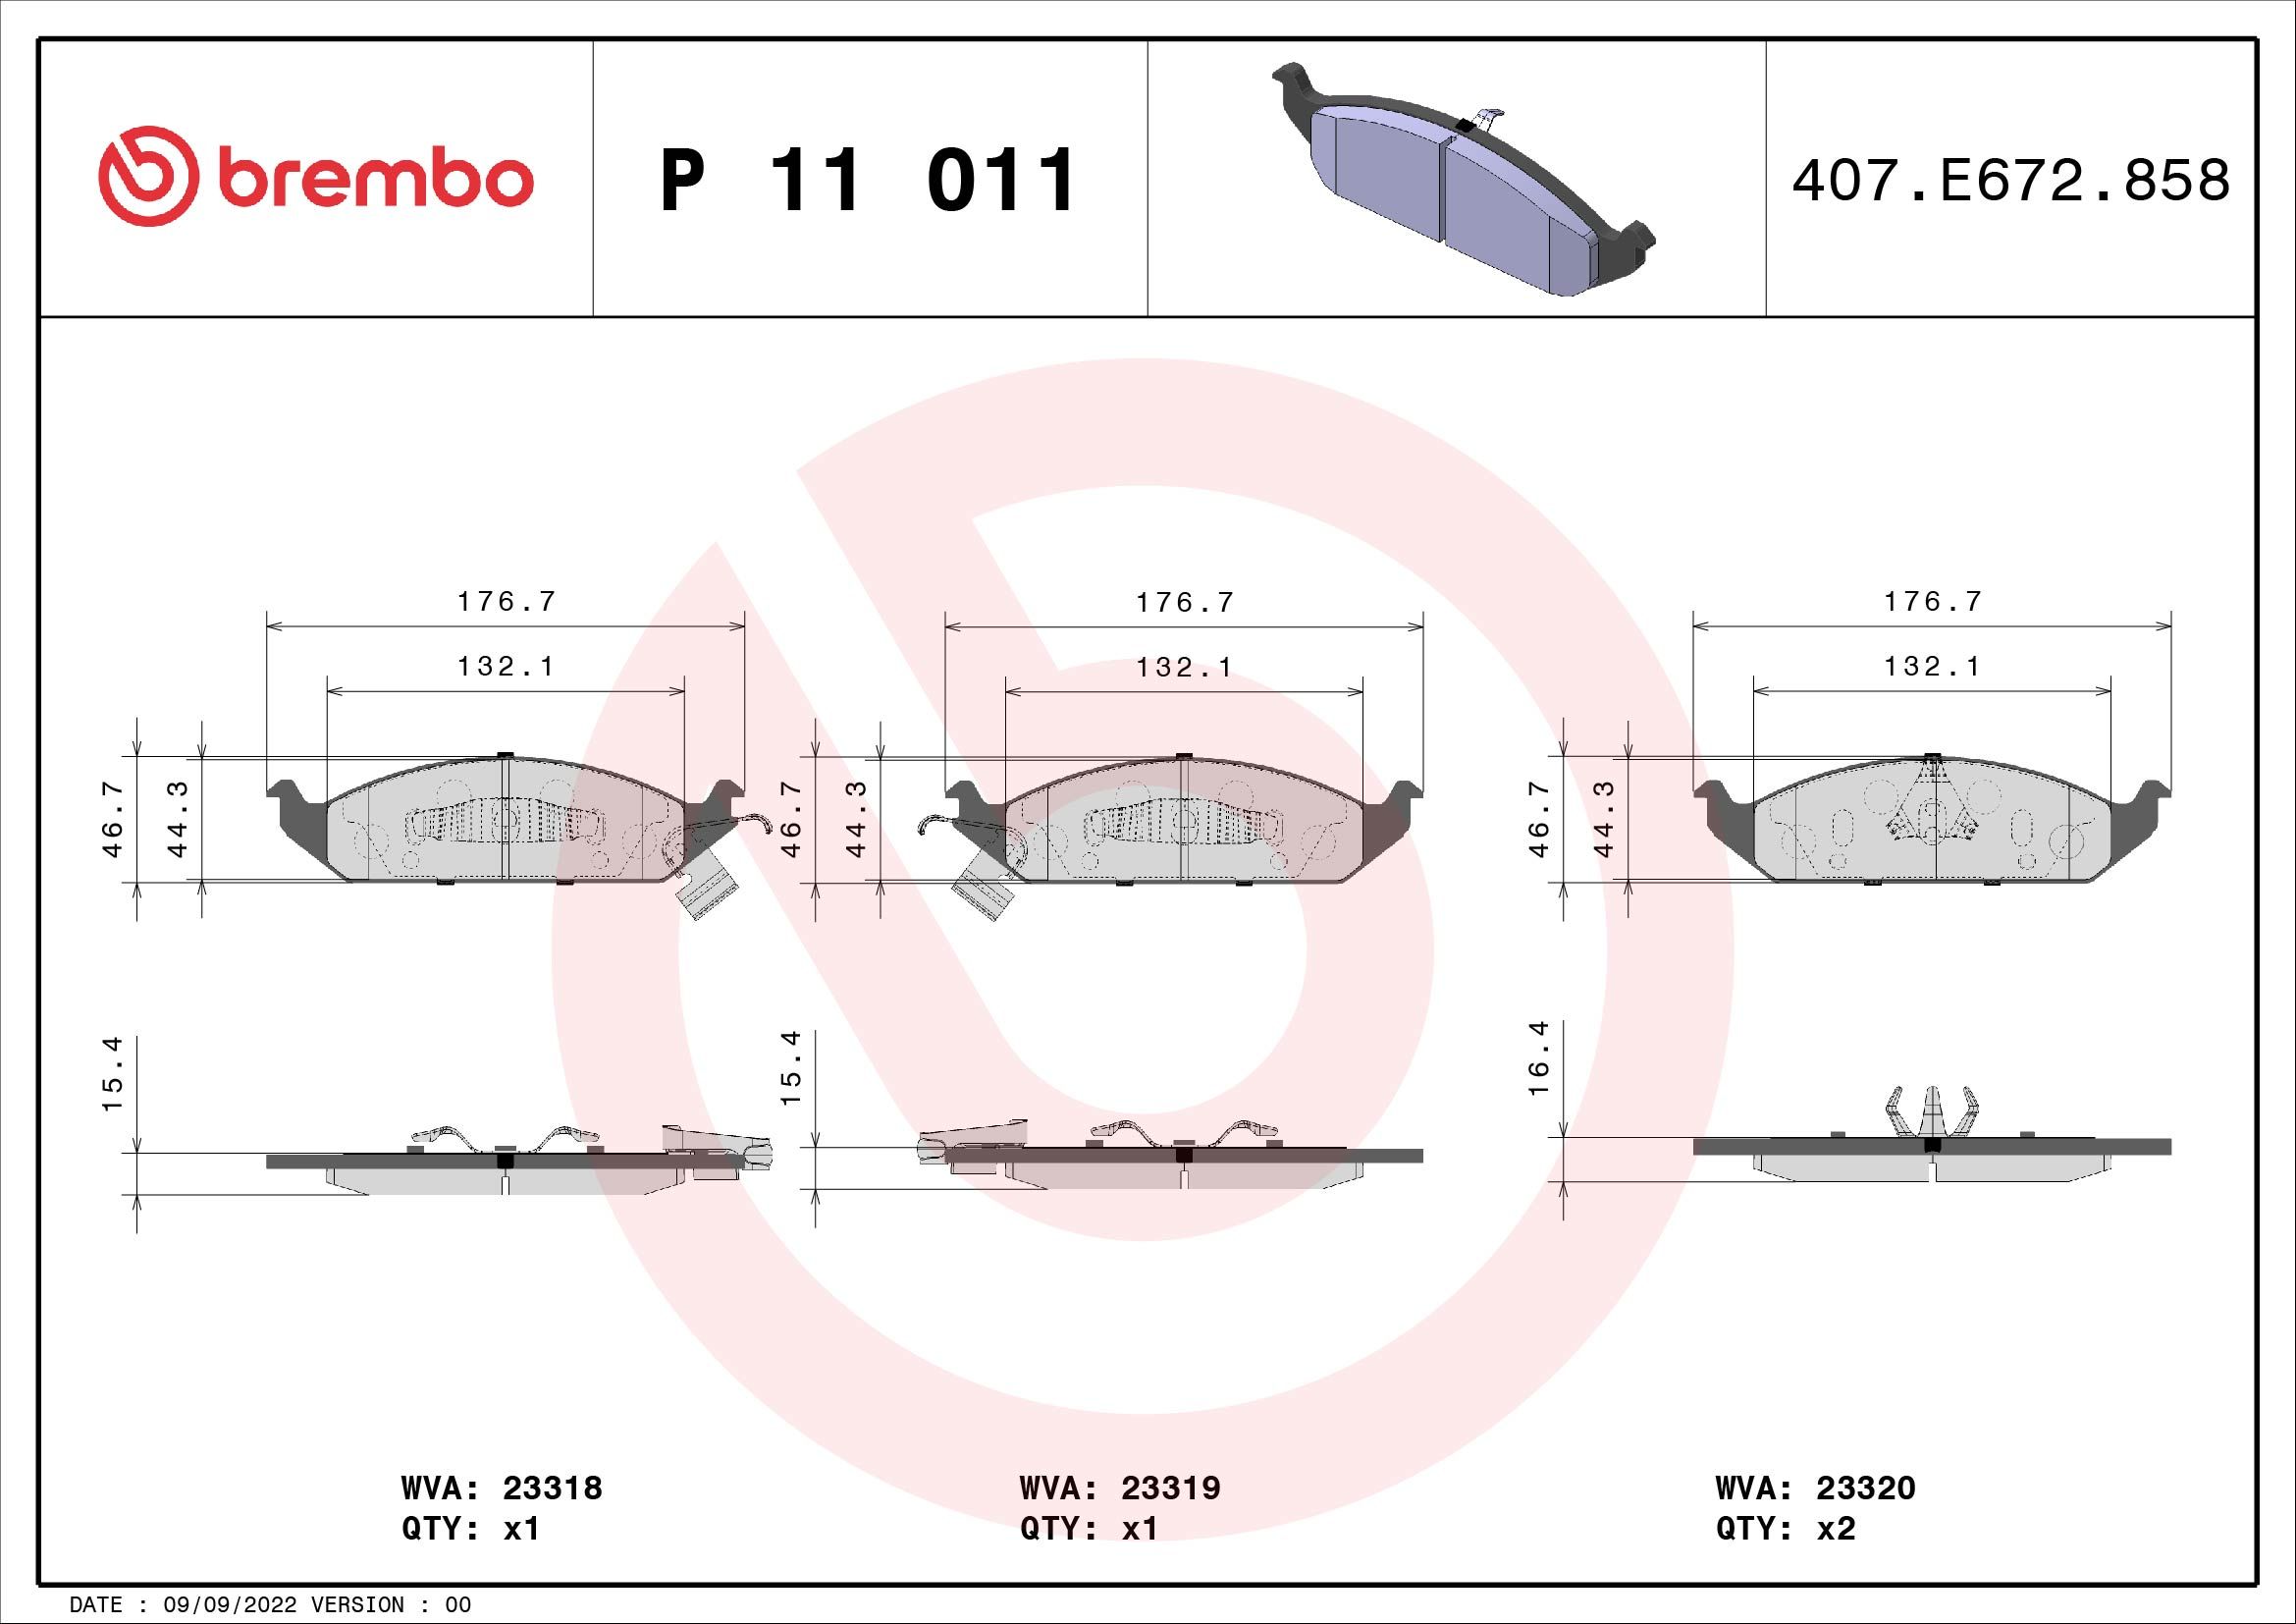 brembo
P 11 011
407.E672.858
176.7
132.1
46.7
44.3
15.4
176.7
132.1
46.7
44.3
15.4
176.7
132.1
46.7
44.3
16.4
WVA: 23318
QTY: x1
WVA: 23319
QTY: x1
WVA: 23320
QTY: x2
DATE : 09/09/2022 VERSION : 00